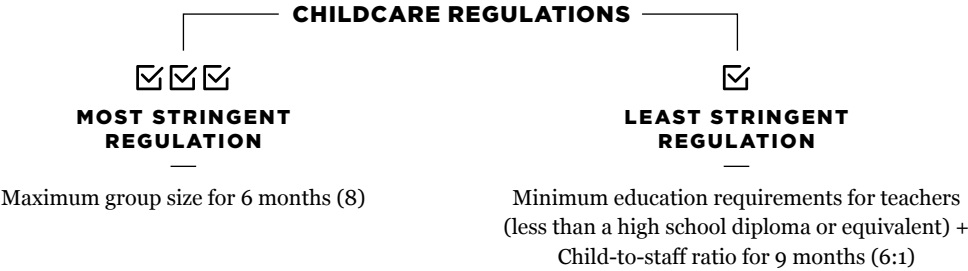 CHILDCARE REGULATIONS
MOST STRINGENT
REGULATION
Maximum group size for 6 months (8)
LEAST STRINGENT
REGULATION
Minimum education requirements for teachers
(less than a high school diploma or equivalent) +
Child-to-staff ratio for 9 months (6:1)